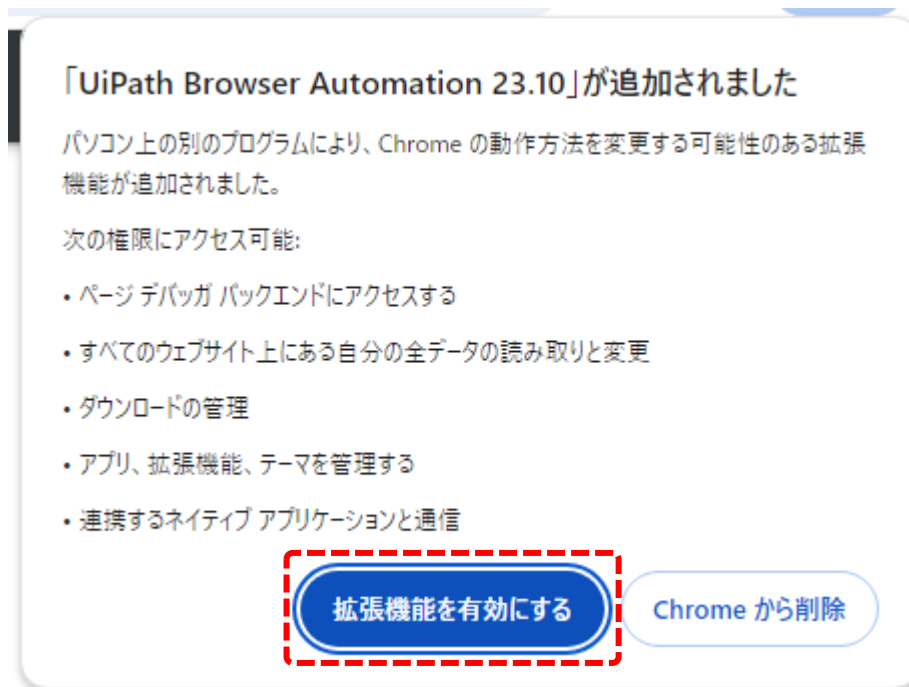 「UiPath Browser Automation 23.10」が追加されました
パソコン上の別のプログラムにより、Chrome の動作方法を変更する可能性のある拡張
機能が追加されました。
次の権限にアクセス可能:
• ページ デバッガ バックエンドにアクセスする
• すべてのウェブサイト上にある自分の全データの読み取りと変更
• ダウンロードの管理
• アプリ、拡張機能、テーマを管理する
• 連携するネイティブ アプリケーションと通信
拡張機能を有効にする
Chrome から削除